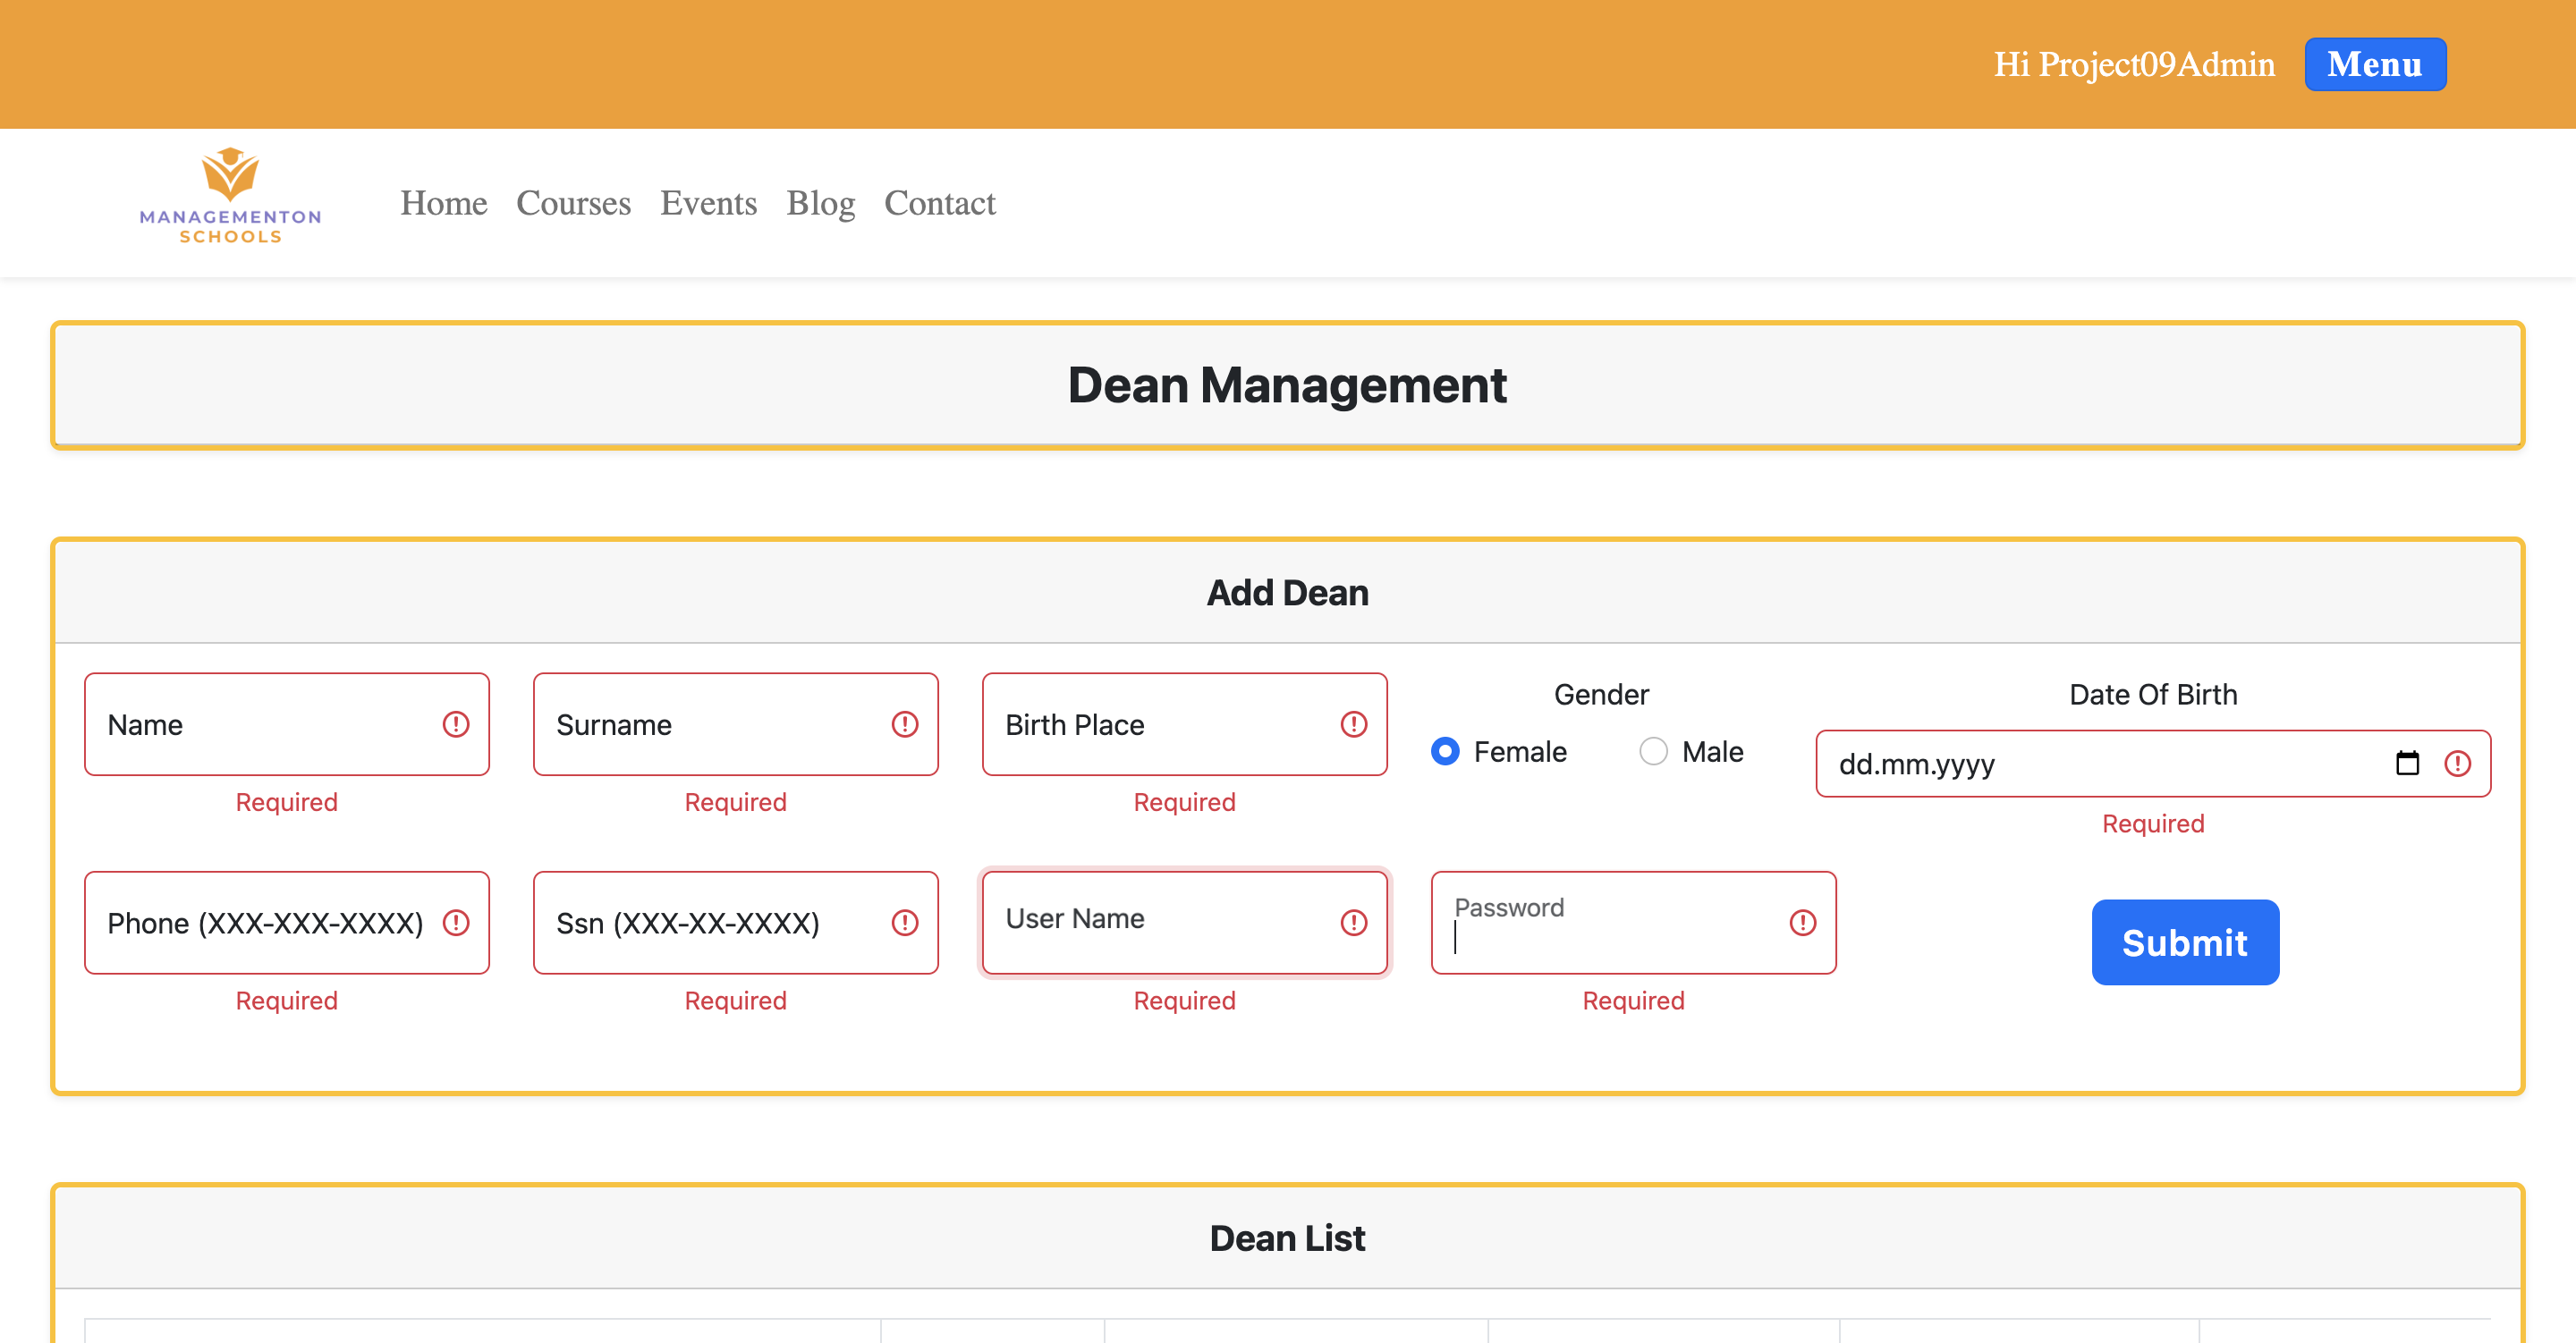 Hi Project09Admin Menu
MANAGEMENTON
SCHOOLS
Home Courses Events Blog Contact
Dean Management
Add Dean
Name
Required
Surname
Required
Birth Place
Required
Gender
Female Male
Date Of Birth
dd.mm.yyyy
Required
Phone (XXX-XXX-XXXX)
Required
Ssn (XXX-XX-XXXX)
Required
User Name
Required
Password
Required
Submit
Dean List